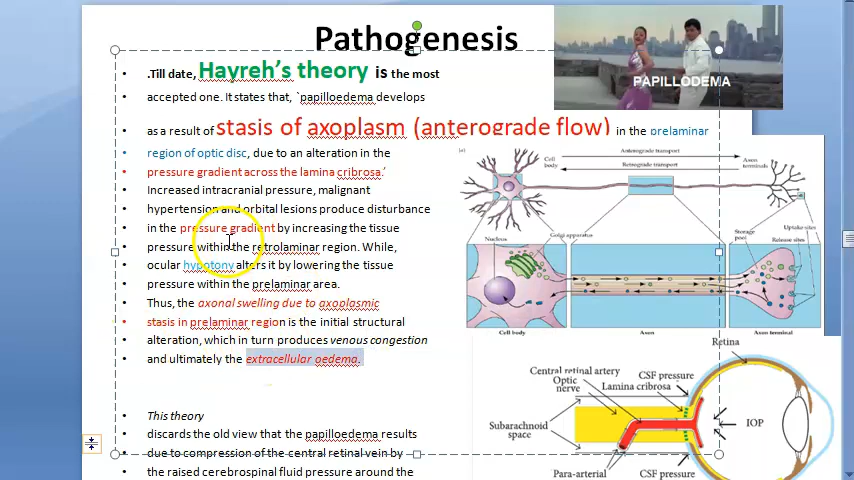 Pathogenesis
PAPILLODEMA
.Till date, Hayreh's theory is the most
accepted one. It states that, `papilloedema develops
as a result of stasis of axoplasm (anterograde flow) in the prelaminar
region of optic disc, due to an alteration in the
pressure gradient across the lamina cribrosa.'
Increased intracranial pressure, malignant
hypertension and orbital lesions produce disturbance
in the pressure gradient by increasing the tissue
pressure within the retrolaminar region. While,
ocular hypotony alters it by lowering the tissue
pressure within the prelaminar area.
Thus, the axonal swelling due to axoplasmic
stasis in prelaminar region is the initial structural
alteration, which in turn produces venous congestion
and ultimately the extracellular oedema.
This theory
discards the old view that the papilloedema results
due to compression of the central retinal vein by
the raised cerebrospinal fluid pressure around the
(a)
Anterograde transport
Retrograde transport
Cell
body
Axon
terminals
Nucleus
Golgi apparatus
Storage
pool
Uptake sites
Release sites
Cell body
Axon
Axon terminal
Retina
Central retinal artery
CSF pressure
Optic
nerve
Lamina cribrosa
Subarachnoid
space
IOP
Para-arterial
CSF pressure